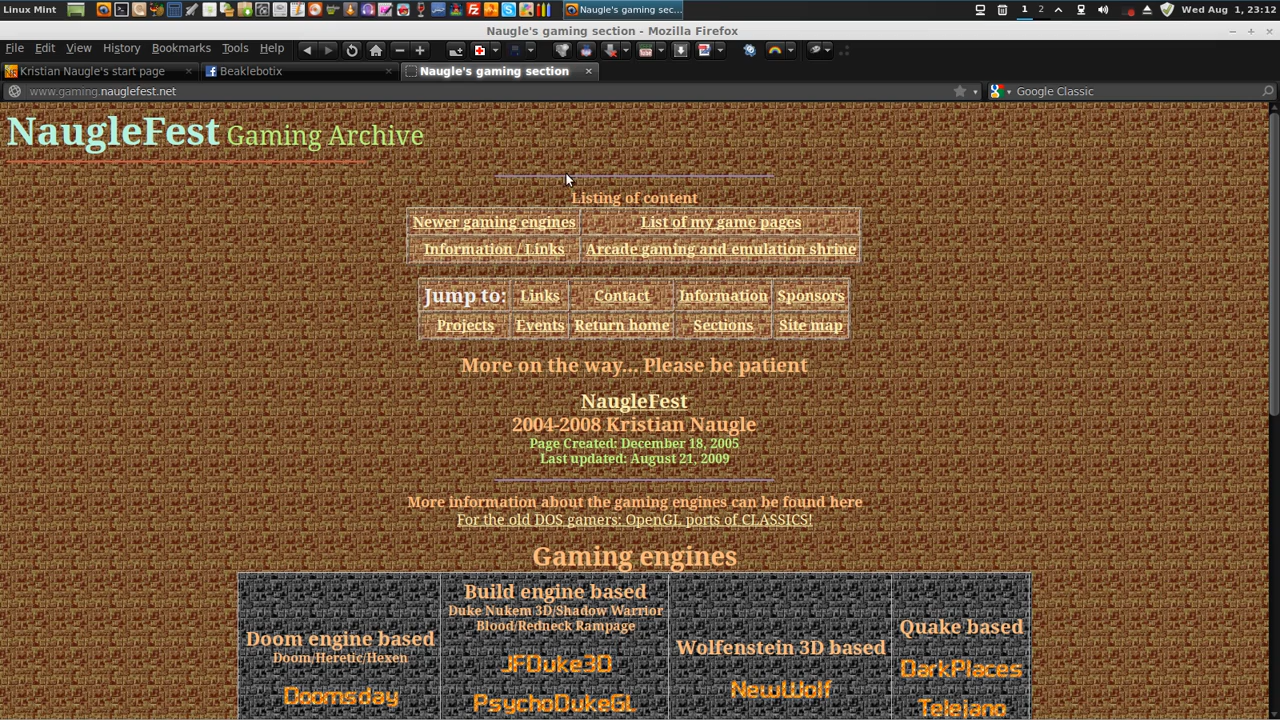 Linux Mint
Naugle's gaming sec...
1 2
Wed Aug 1, 23:12
Naugle's gaming section - Mozilla Firefox
File Edit View History Bookmarks Tools Help
Kristian Naugle's start page
Beaklebotix
Naugle's gaming section
www.gaming.nauglefest.net
Google Classic
NaugleFest Gaming Archive
Listing of content
Newer gaming engines List of my game pages
Information / Links Arcade gaming and emulation shrine
Jump to: Links Contact Information Sponsors
Projects Events Return home Sections Site map
More on the way... Please be patient
NaugleFest
2004-2008 Kristian Naugle
Page Created: December 18, 2005
Last updated: August 21, 2009
More information about the gaming engines can be found here
For the old DOS gamers: OpenGL ports of CLASSICS!
Gaming engines
Doom engine based
Doom/Heretic/Hexen
Doomsday
Build engine based
Duke Nukem 3D/Shadow Warrior
Blood/Redneck Rampage
JFDuke3D
PsychoDukeGL
Wolfenstein 3D based
NewWolf
Quake based
DarkPlaces
Telejano